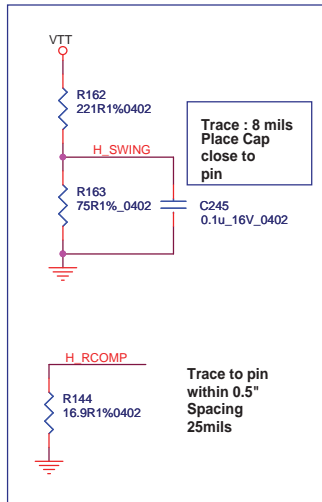 VTT
R162
221R1%0402
H_SWING
Trace : 8 mils
Place Cap
close to
pin
R163
75R1%_0402
C245
0.1u_16V_0402
H_RCOMP
R144
16.9R1%0402
Trace to pin
within 0.5"
Spacing
25mils